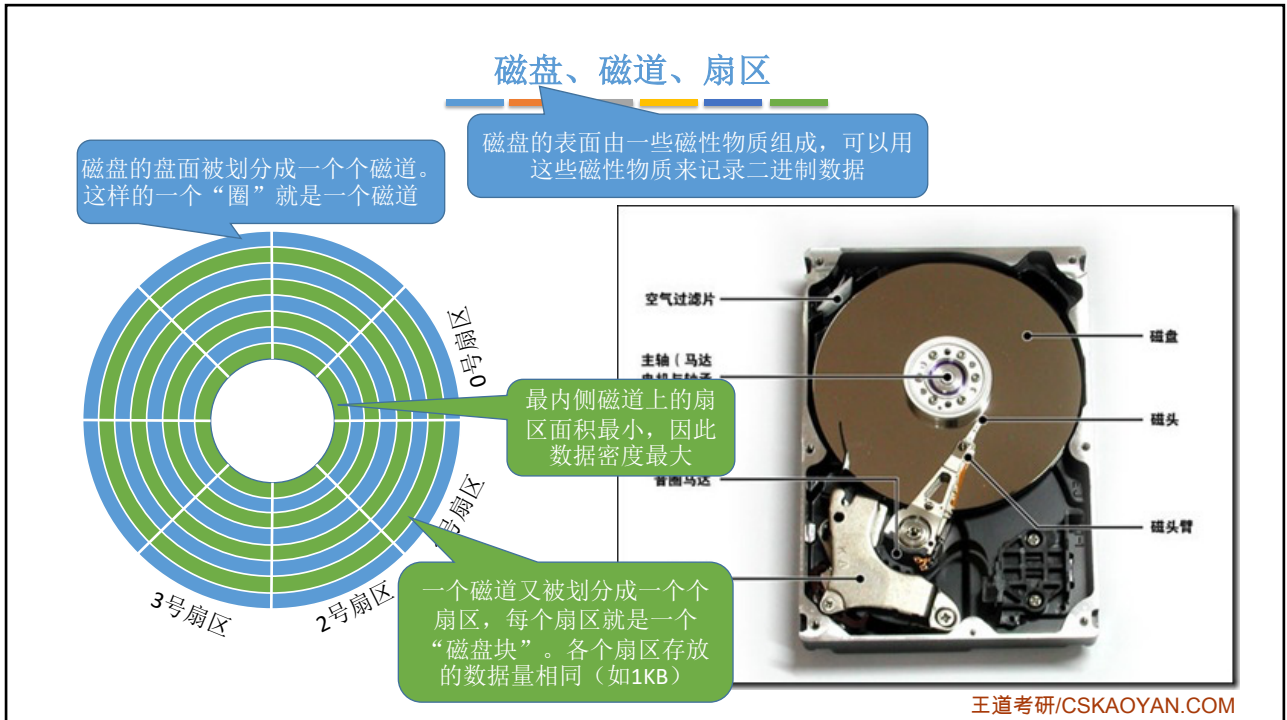 磁盘、磁道、扇区
磁盘的表面由一些磁性物质组成，可以用
这些磁性物质来记录二进制数据
磁盘的盘面被划分成一个个磁道。
这样的一个“圈”就是一个磁道
0号扇区
号扇区
2号扇区
3号扇区
最内侧磁道上的扇
区面积最小，因此
数据密度最大
一个磁道又被划分成一个个
扇区，每个扇区就是一个
“磁盘块”。各个扇区存放
的数据量相同（如1KB）
空气过滤片
主轴（马达
电机与轴承
音圈马达
磁盘
磁头
磁头臂
王道考研/CSKAOYAN.COM